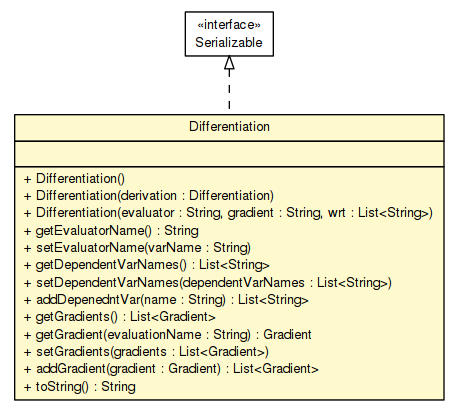 «interface»
Serializable
Differentiation
+ Differentiation()
+ Differentiation(derivation : Differentiation)
+ Differentiation(evaluator : String, gradient : String, wrt : List<String>)
+ getEvaluatorName() : String
+ setEvaluatorName(varName : String)
+ getDependentVarNames() : List<String>
+ setDependentVarNames(dependentVarNames : List<String>)
+ addDepenedntVar(name : String) : List<String>
+ getGradients() : List<Gradient>
+ getGradient(evaluationName : String) : Gradient
+ setGradients(gradients : List<Gradient>)
+ addGradient(gradient : Gradient) : List<Gradient>
+ toString() : String